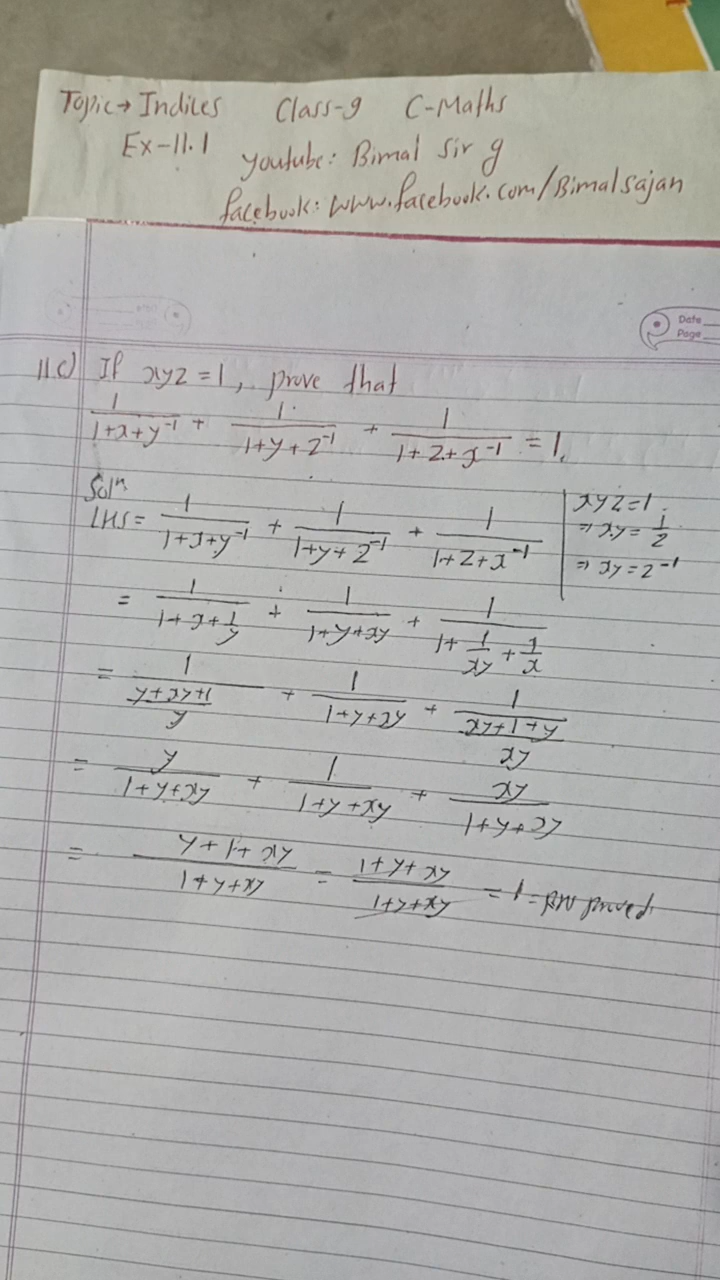 Topic → Indices Class-9 C-Maths
Ex-11.1 youtube: Bimal Sir g
facebook: www.facebook.com/Bimalsajan
Date
Page
11.c) If xyz = 1, prove that
1/(1+x+y⁻¹) + 1/(1+y+z⁻¹) + 1/(1+z+x⁻¹) = 1.
Solⁿ
LHS = 1/(1+x+y⁻¹) + 1/(1+y+z⁻¹) + 1/(1+z+x⁻¹) | xyz = 1.
⇒ x.y = 1/z
⇒ xy = z⁻¹
= 1/(1+x+1/y) + 1/(1+y+xy) + 1/(1+1/xy+1/x)
= 1/((y+xy+1)/y) + 1/(1+y+xy) + 1/((xy+1+y)/xy)
= y/(1+y+xy) + 1/(1+y+xy) + xy/(1+y+xy)
= (y+1+xy)/(1+y+xy) = (1+y+xy)/(1+y+xy) = 1 = RHS proved.